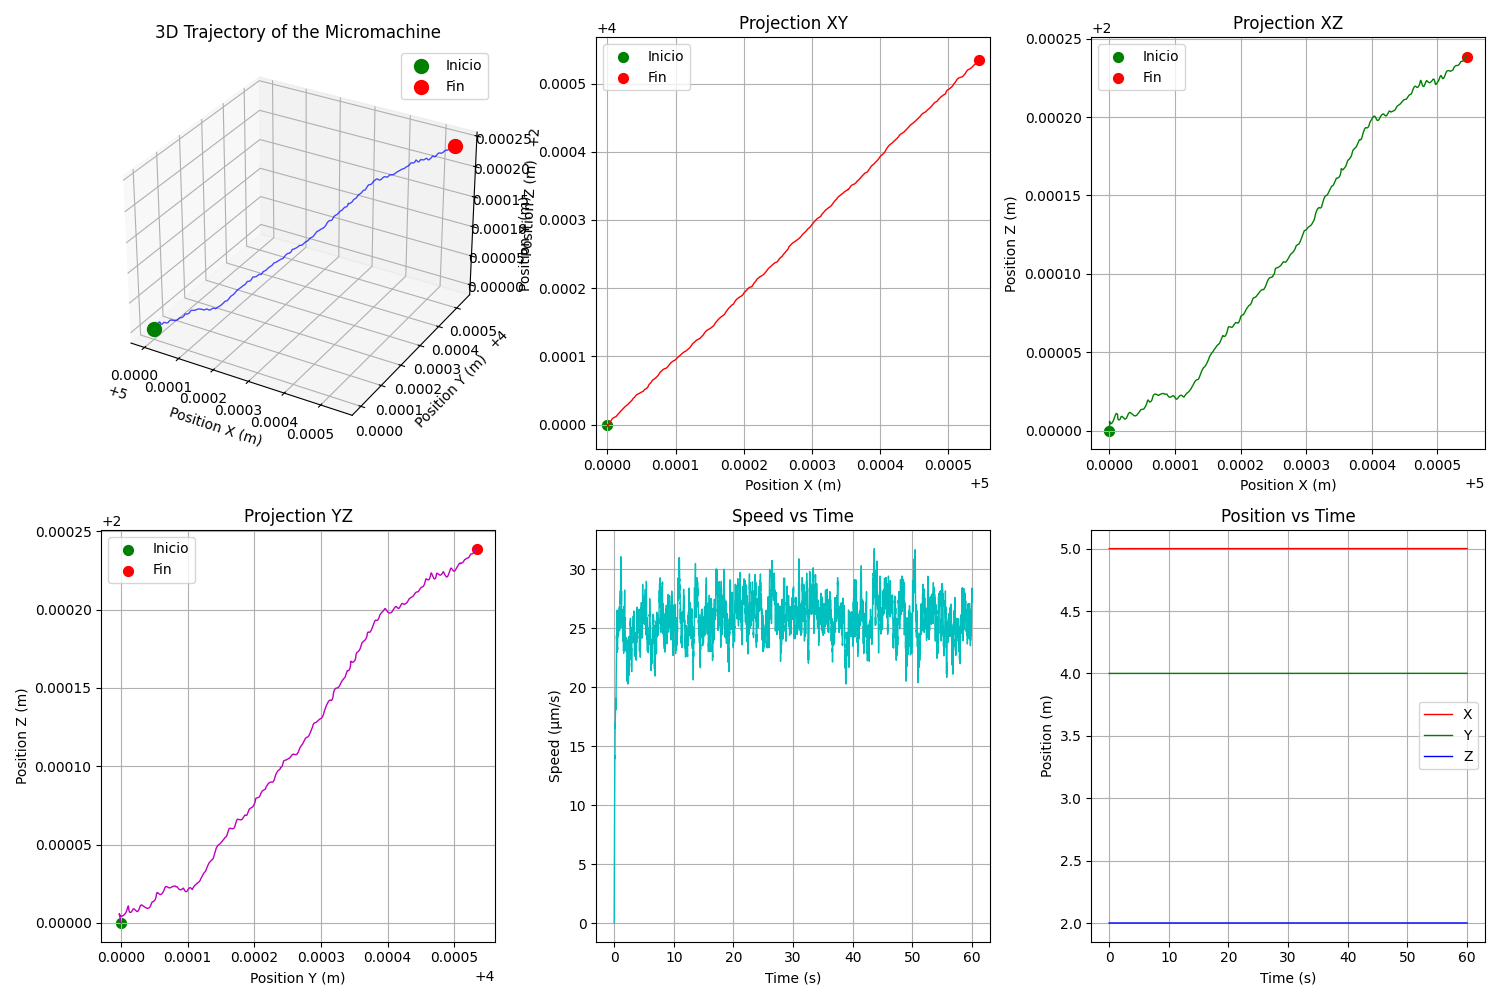 3D Trajectory of the Micromachine
Inicio
Fin
0.00025
+2
0.00020
0.00015
0.00010
0.00005
0.00000
Position Z (m)
Position Z (m)
0.0000
0.0001
0.0002
0.0003
0.0004
0.0005
+5
Position X (m)
0.0000
0.0001
0.0002
0.0003
0.0004
0.0005
+4
Position Y (m)
Projection XY
+4
Inicio
Fin
0.0005
0.0004
0.0003
0.0002
0.0001
0.0000
0.0000 0.0001 0.0002 0.0003 0.0004 0.0005
Position X (m)
+5
Projection XZ
+2
Inicio
Fin
0.00025
0.00020
0.00015
0.00010
0.00005
0.00000
Position Z (m)
0.0000 0.0001 0.0002 0.0003 0.0004 0.0005
Position X (m)
+5
Projection YZ
+2
Inicio
Fin
0.00025
0.00020
0.00015
0.00010
0.00005
0.00000
Position Z (m)
0.0000 0.0001 0.0002 0.0003 0.0004 0.0005
Position Y (m)
+4
Speed vs Time
30
25
20
15
10
5
0
Speed (μm/s)
0 10 20 30 40 50 60
Time (s)
Position vs Time
5.0
4.5
4.0
3.5
3.0
2.5
2.0
Position (m)
X
Y
Z
0 10 20 30 40 50 60
Time (s)